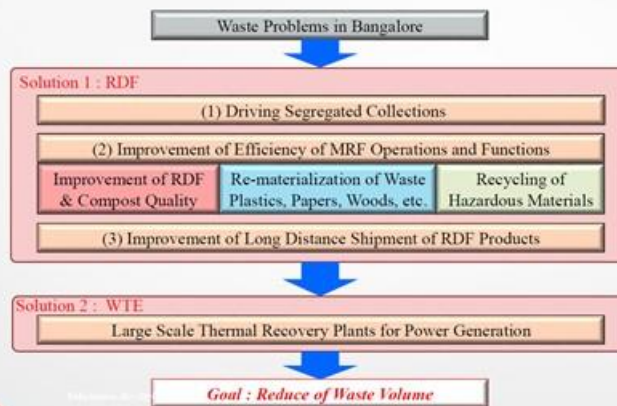 Waste Problems in Bangalore
Solution 1 : RDF
(1) Driving Segregated Collections
(2) Improvement of Efficiency of MRF Operations and Functions
Improvement of RDF
& Compost Quality
Re-materialization of Waste
Plastics, Papers, Woods, etc.
Recycling of
Hazardous Materials
(3) Improvement of Long Distance Shipment of RDF Products
Solution 2 : WTE
Large Scale Thermal Recovery Plants for Power Generation
Goal : Reduce of Waste Volume